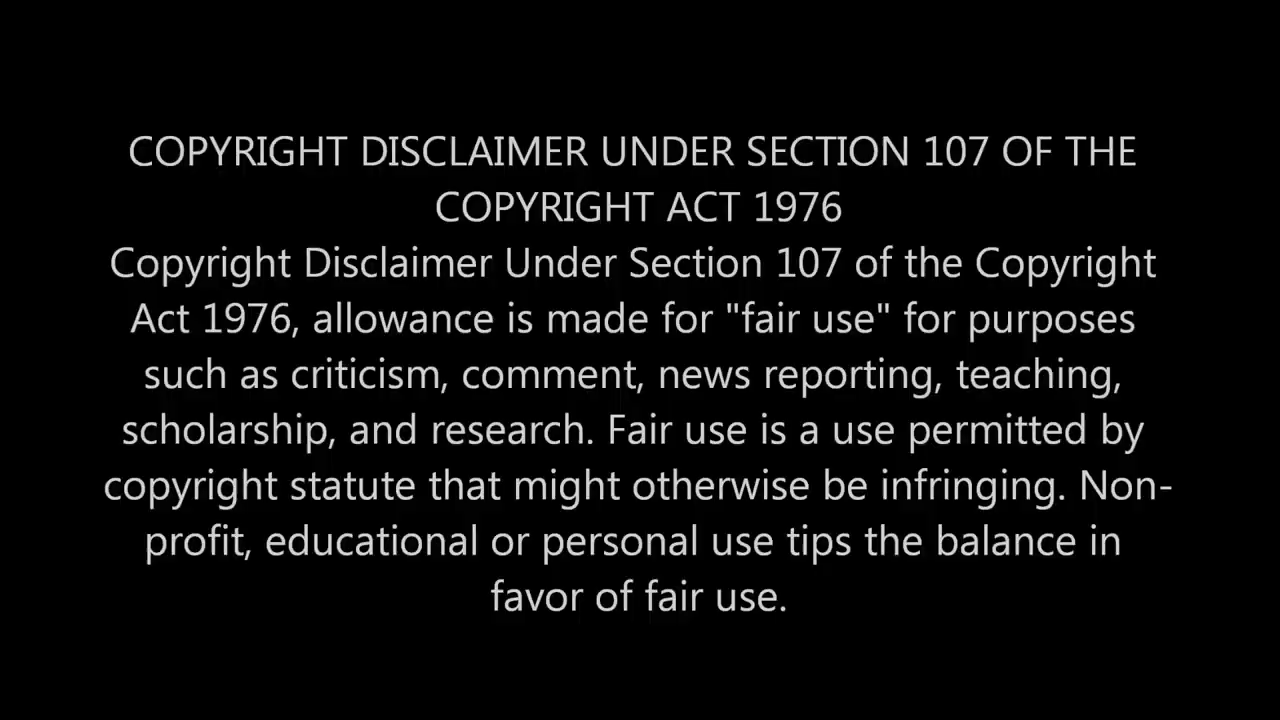 COPYRIGHT DISCLAIMER UNDER SECTION 107 OF THE
COPYRIGHT ACT 1976
Copyright Disclaimer Under Section 107 of the Copyright
Act 1976, allowance is made for "fair use" for purposes
such as criticism, comment, news reporting, teaching,
scholarship, and research. Fair use is a use permitted by
copyright statute that might otherwise be infringing. Non-
profit, educational or personal use tips the balance in
favor of fair use.